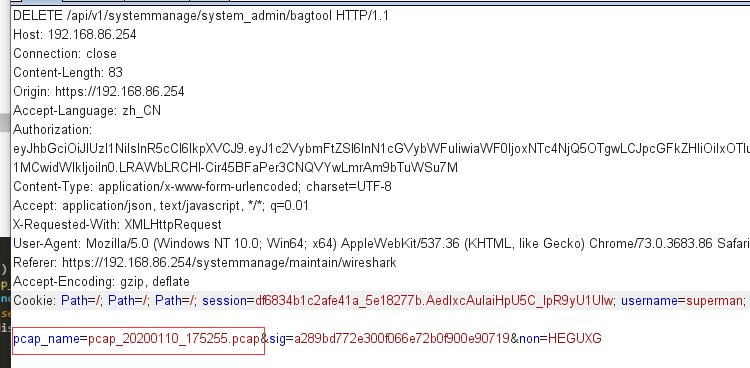 DELETE /api/v1/systemmanage/system_admin/bagtool HTTP/1.1
Host: 192.168.86.254
Connection: close
Content-Length: 83
Origin: https://192.168.86.254
Accept-Language: zh_CN
Authorization:
eyJhbGciOiJIUzI1NiIsInR5cCI6IkpXVCJ9.eyJ1c2VybmFtZSI6InN1cGVybWFuIiwiaWF0IjoxNTc4NjQ5OTgwLCJpcGFkZHIiOiIxOTIu
1MCwidWlkIjoiIn0.LRAWbLRCHl-Cir45BFaPer3CNQVYwLmrAm9bTuWSu7M
Content-Type: application/x-www-form-urlencoded; charset=UTF-8
Accept: application/json, text/javascript, */*; q=0.01
X-Requested-With: XMLHttpRequest
User-Agent: Mozilla/5.0 (Windows NT 10.0; Win64; x64) AppleWebKit/537.36 (KHTML, like Gecko) Chrome/73.0.3683.86 Safari
Referer: https://192.168.86.254/systemmanage/maintain/wireshark
Accept-Encoding: gzip, deflate
Cookie: Path=/; Path=/; Path=/; session=df6834b1c2afe41a_5e18277b.AedIxcAulaiHpU5C_IpR9yU1Ulw; username=superman;
pcap_name=pcap_20200110_175255.pcap&sig=a289bd772e300f066e72b0f900e90719&non=HEGUXG